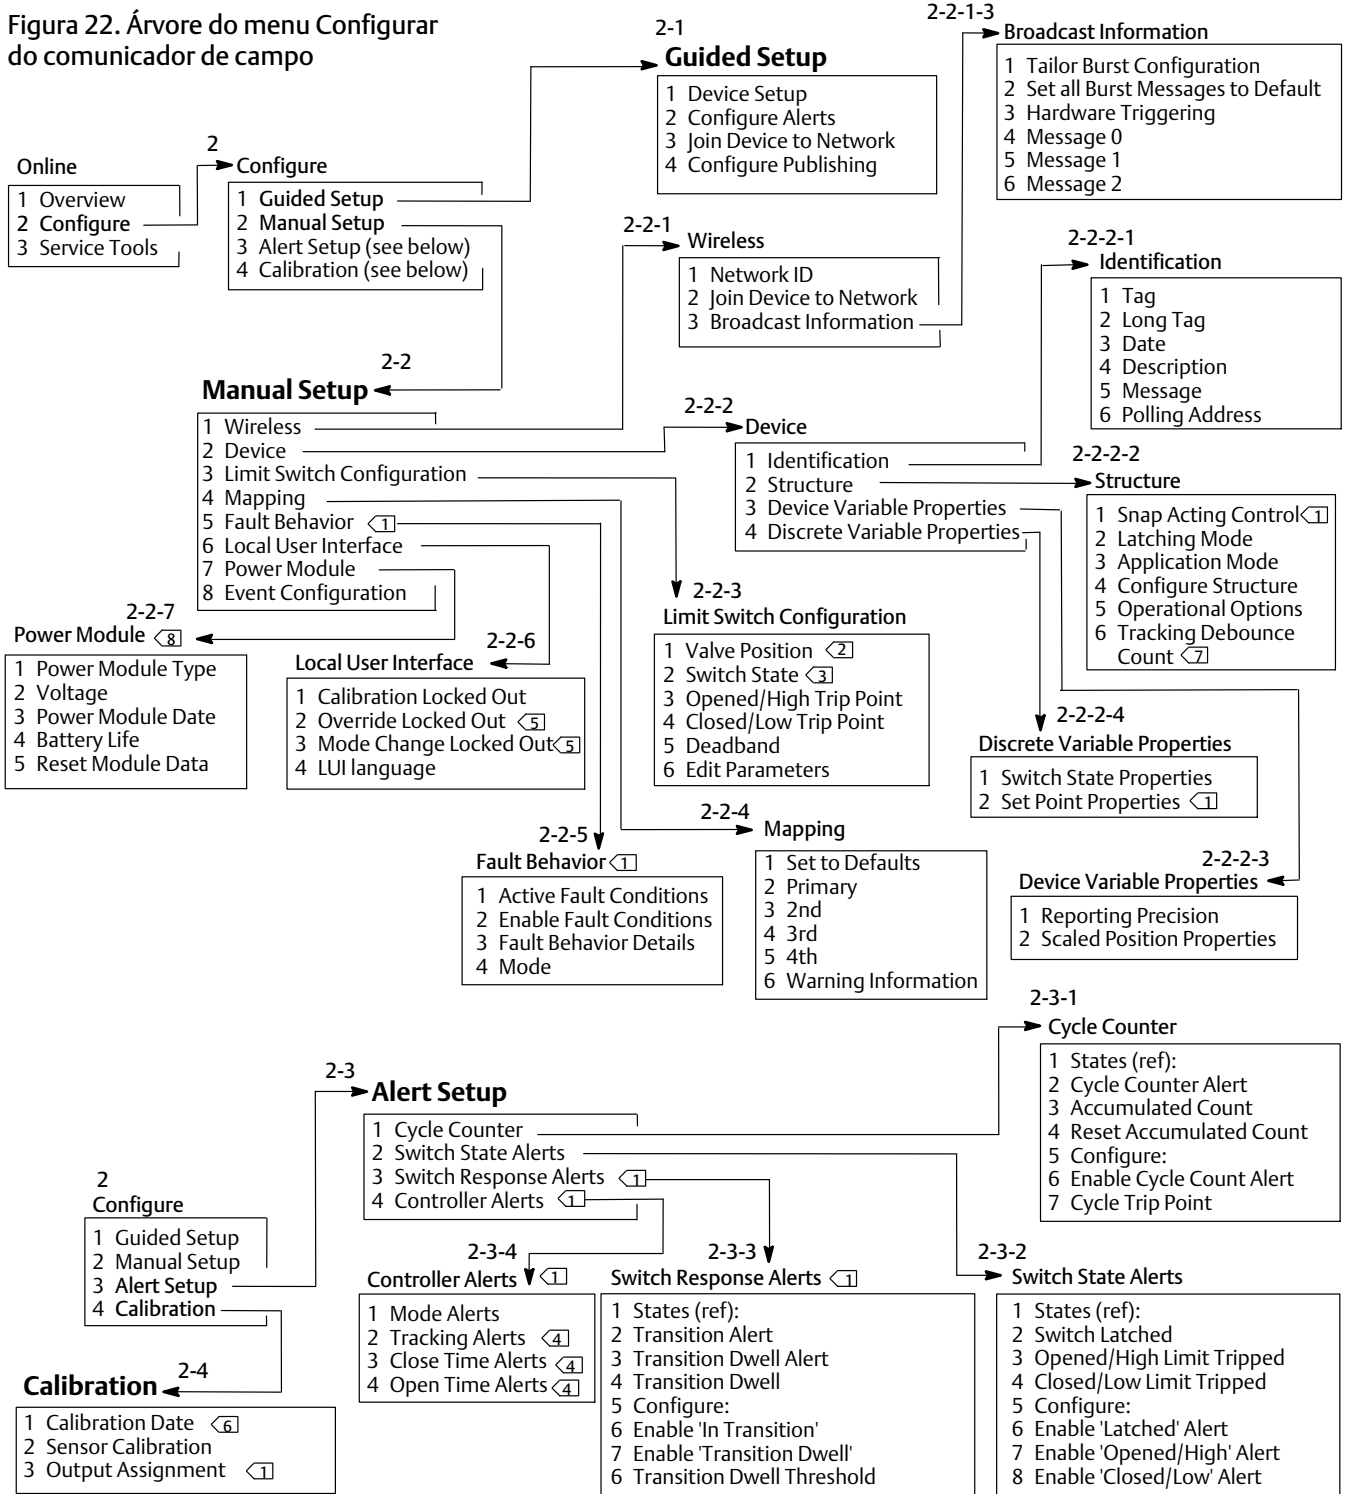 Figura 22. Árvore do menu Configurar
do comunicador de campo
Online
1 Overview
2 Configure
3 Service Tools
2
Configure
1 Guided Setup
2 Manual Setup
3 Alert Setup (see below)
4 Calibration (see below)
2-1
Guided Setup
1 Device Setup
2 Configure Alerts
3 Join Device to Network
4 Configure Publishing
2-2-1-3
Broadcast Information
1 Tailor Burst Configuration
2 Set all Burst Messages to Default
3 Hardware Triggering
4 Message 0
5 Message 1
6 Message 2
2-2-1
Wireless
1 Network ID
2 Join Device to Network
3 Broadcast Information
2-2-2-1
Identification
1 Tag
2 Long Tag
3 Date
4 Description
5 Message
6 Polling Address
2-2
Manual Setup
1 Wireless
2 Device
3 Limit Switch Configuration
4 Mapping
5 Fault Behavior 1
6 Local User Interface
7 Power Module
8 Event Configuration
2-2-2
Device
1 Identification
2 Structure
3 Device Variable Properties
4 Discrete Variable Properties
2-2-2-2
Structure
1 Snap Acting Control 1
2 Latching Mode
3 Application Mode
4 Configure Structure
5 Operational Options
6 Tracking Debounce
Count 7
2-2-7
Power Module 8
1 Power Module Type
2 Voltage
3 Power Module Date
4 Battery Life
5 Reset Module Data
2-2-6
Local User Interface
1 Calibration Locked Out
2 Override Locked Out 5
3 Mode Change Locked Out 5
4 LUI language
2-2-3
Limit Switch Configuration
1 Valve Position 2
2 Switch State 3
3 Opened/High Trip Point
4 Closed/Low Trip Point
5 Deadband
6 Edit Parameters
2-2-2-4
Discrete Variable Properties
1 Switch State Properties
2 Set Point Properties 1
2-2-5
Fault Behavior 1
1 Active Fault Conditions
2 Enable Fault Conditions
3 Fault Behavior Details
4 Mode
2-2-4
Mapping
1 Set to Defaults
2 Primary
3 2nd
4 3rd
5 4th
6 Warning Information
2-2-2-3
Device Variable Properties
1 Reporting Precision
2 Scaled Position Properties
2-3-1
Cycle Counter
1 States (ref):
2 Cycle Counter Alert
3 Accumulated Count
4 Reset Accumulated Count
5 Configure:
6 Enable Cycle Count Alert
7 Cycle Trip Point
2-3
Alert Setup
1 Cycle Counter
2 Switch State Alerts
3 Switch Response Alerts 1
4 Controller Alerts 1
2
Configure
1 Guided Setup
2 Manual Setup
3 Alert Setup
4 Calibration
2-3-4
Controller Alerts 1
1 Mode Alerts
2 Tracking Alerts 4
3 Close Time Alerts 4
4 Open Time Alerts 4
2-3-3
Switch Response Alerts 1
1 States (ref):
2 Transition Alert
3 Transition Dwell Alert
4 Transition Dwell
5 Configure:
6 Enable 'In Transition'
7 Enable 'Transition Dwell'
6 Transition Dwell Threshold
2-3-2
Switch State Alerts
1 States (ref):
2 Switch Latched
3 Opened/High Limit Tripped
4 Closed/Low Limit Tripped
5 Configure:
6 Enable 'Latched' Alert
7 Enable 'Opened/High' Alert
8 Enable 'Closed/Low' Alert
2-4
Calibration
1 Calibration Date 6
2 Sensor Calibration
3 Output Assignment 1